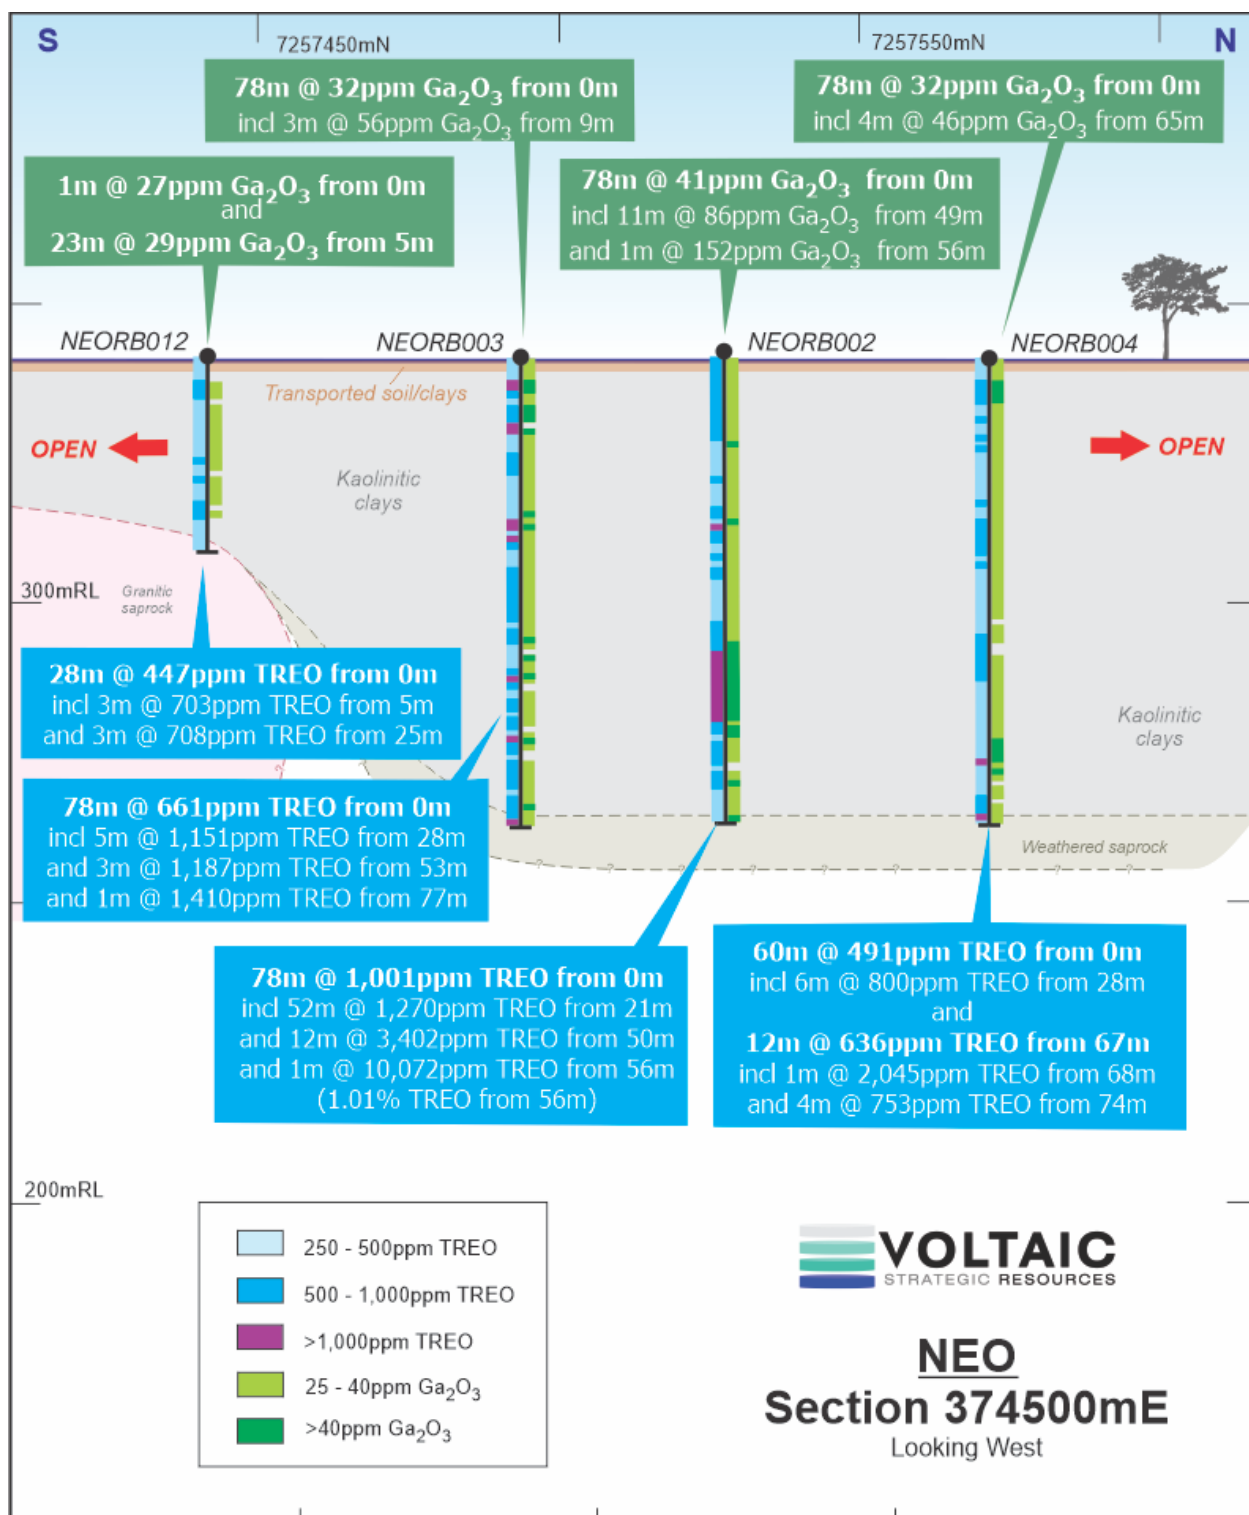 S
7257450mN
7257550mN
N
78m @ 32ppm Ga₂O₃ from 0m
incl 3m @ 56ppm Ga₂O₃ from 9m
78m @ 32ppm Ga₂O₃ from 0m
incl 4m @ 46ppm Ga₂O₃ from 65m
1m @ 27ppm Ga₂O₃ from 0m
and
23m @ 29ppm Ga₂O₃ from 5m
78m @ 41ppm Ga₂O₃ from 0m
incl 11m @ 86ppm Ga₂O₃ from 49m
and 1m @ 152ppm Ga₂O₃ from 56m
NEORB012
NEORB003
NEORB002
NEORB004
Transported soil/clays
OPEN
OPEN
Kaolinitic
clays
300mRL
Granitic
saprock
28m @ 447ppm TREO from 0m
incl 3m @ 703ppm TREO from 5m
and 3m @ 708ppm TREO from 25m
Kaolinitic
clays
78m @ 661ppm TREO from 0m
incl 5m @ 1,151ppm TREO from 28m
and 3m @ 1,187ppm TREO from 53m
and 1m @ 1,410ppm TREO from 77m
Weathered saprock
? ? ? ? ? ? ? ? ?
78m @ 1,001ppm TREO from 0m
incl 52m @ 1,270ppm TREO from 21m
and 12m @ 3,402ppm TREO from 50m
and 1m @ 10,072ppm TREO from 56m
(1.01% TREO from 56m)
60m @ 491ppm TREO from 0m
incl 6m @ 800ppm TREO from 28m
and
12m @ 636ppm TREO from 67m
incl 1m @ 2,045ppm TREO from 68m
and 4m @ 753ppm TREO from 74m
200mRL
250 - 500ppm TREO
500 - 1,000ppm TREO
>1,000ppm TREO
25 - 40ppm Ga₂O₃
>40ppm Ga₂O₃
VOLTAIC
STRATEGIC RESOURCES
NEO
Section 374500mE
Looking West